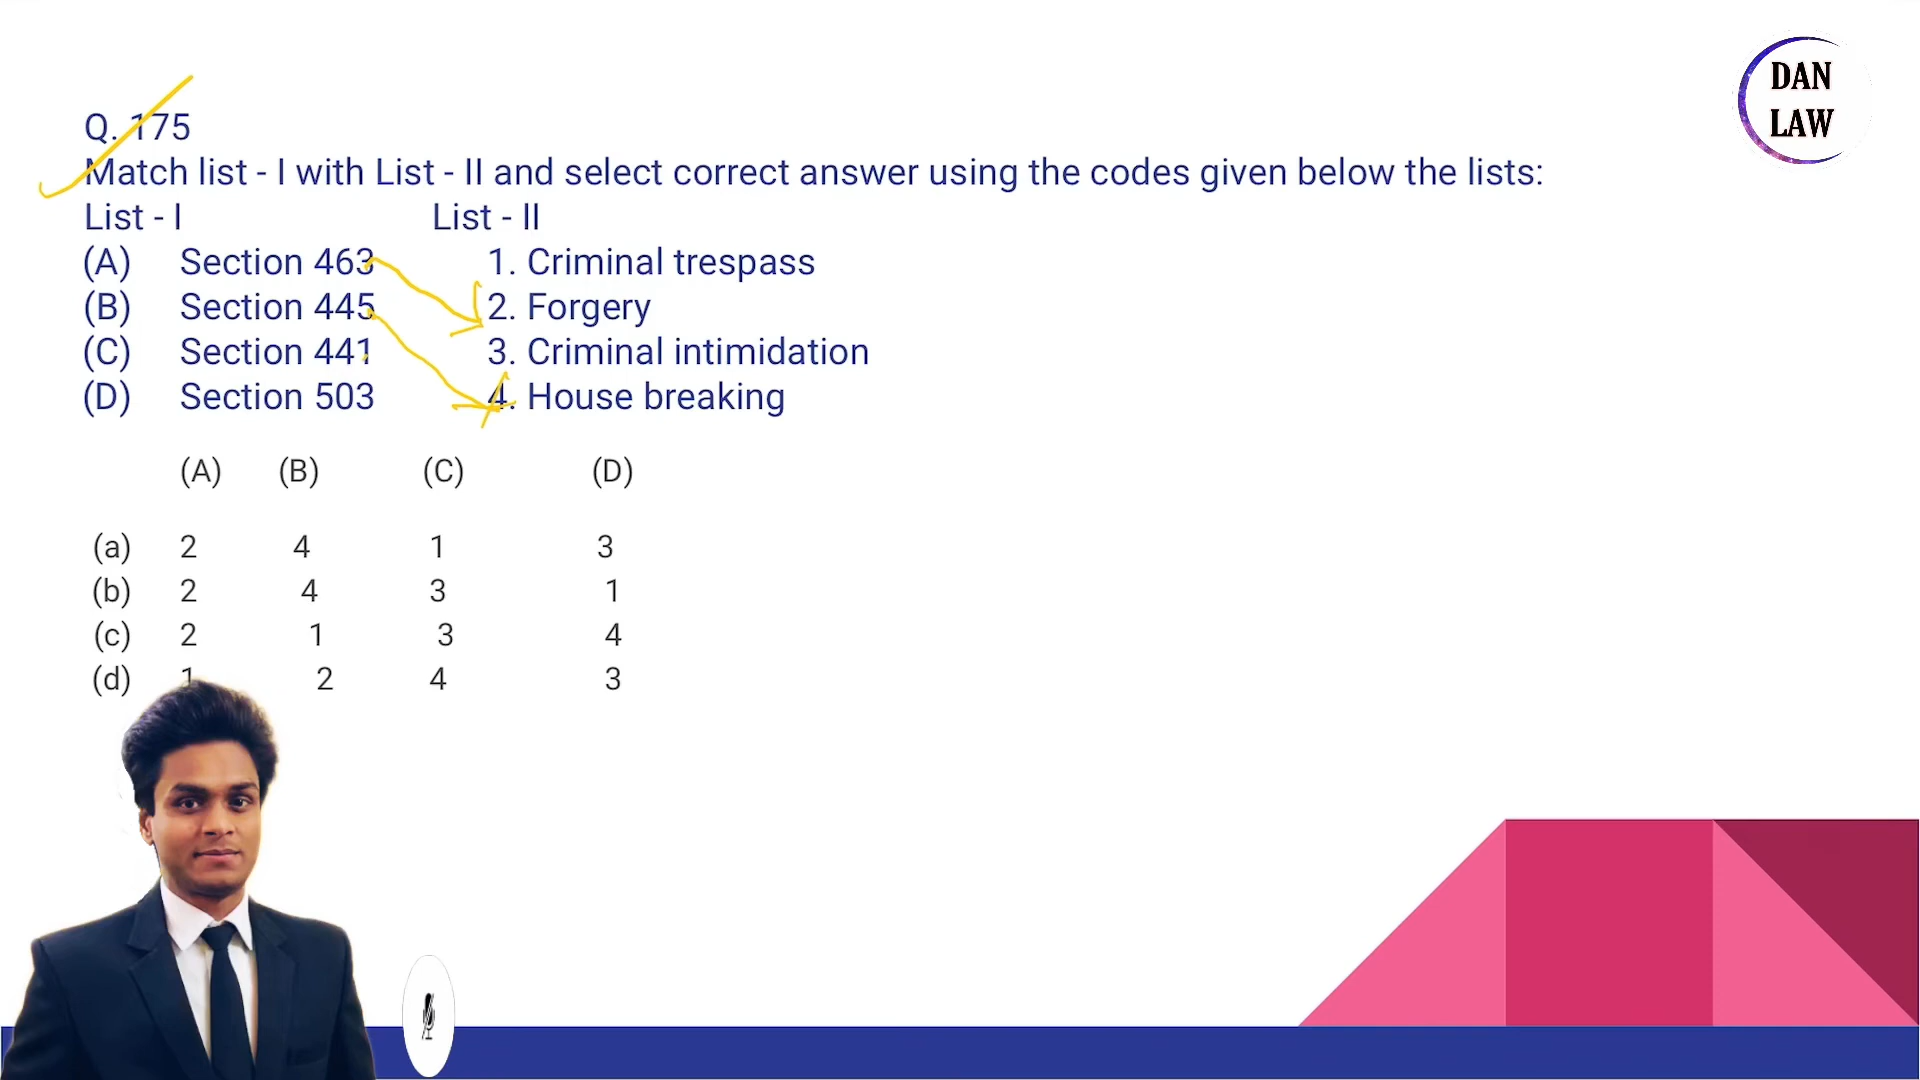 DAN
LAW
Q. 175
Match list - I with List - II and select correct answer using the codes given below the lists:
List - I List - II
(A) Section 463 1. Criminal trespass
(B) Section 445 2. Forgery
(C) Section 441 3. Criminal intimidation
(D) Section 503 4. House breaking
(A) (B) (C) (D)
(a) 2 4 1 3
(b) 2 4 3 1
(c) 2 1 3 4
(d) 1 2 4 3